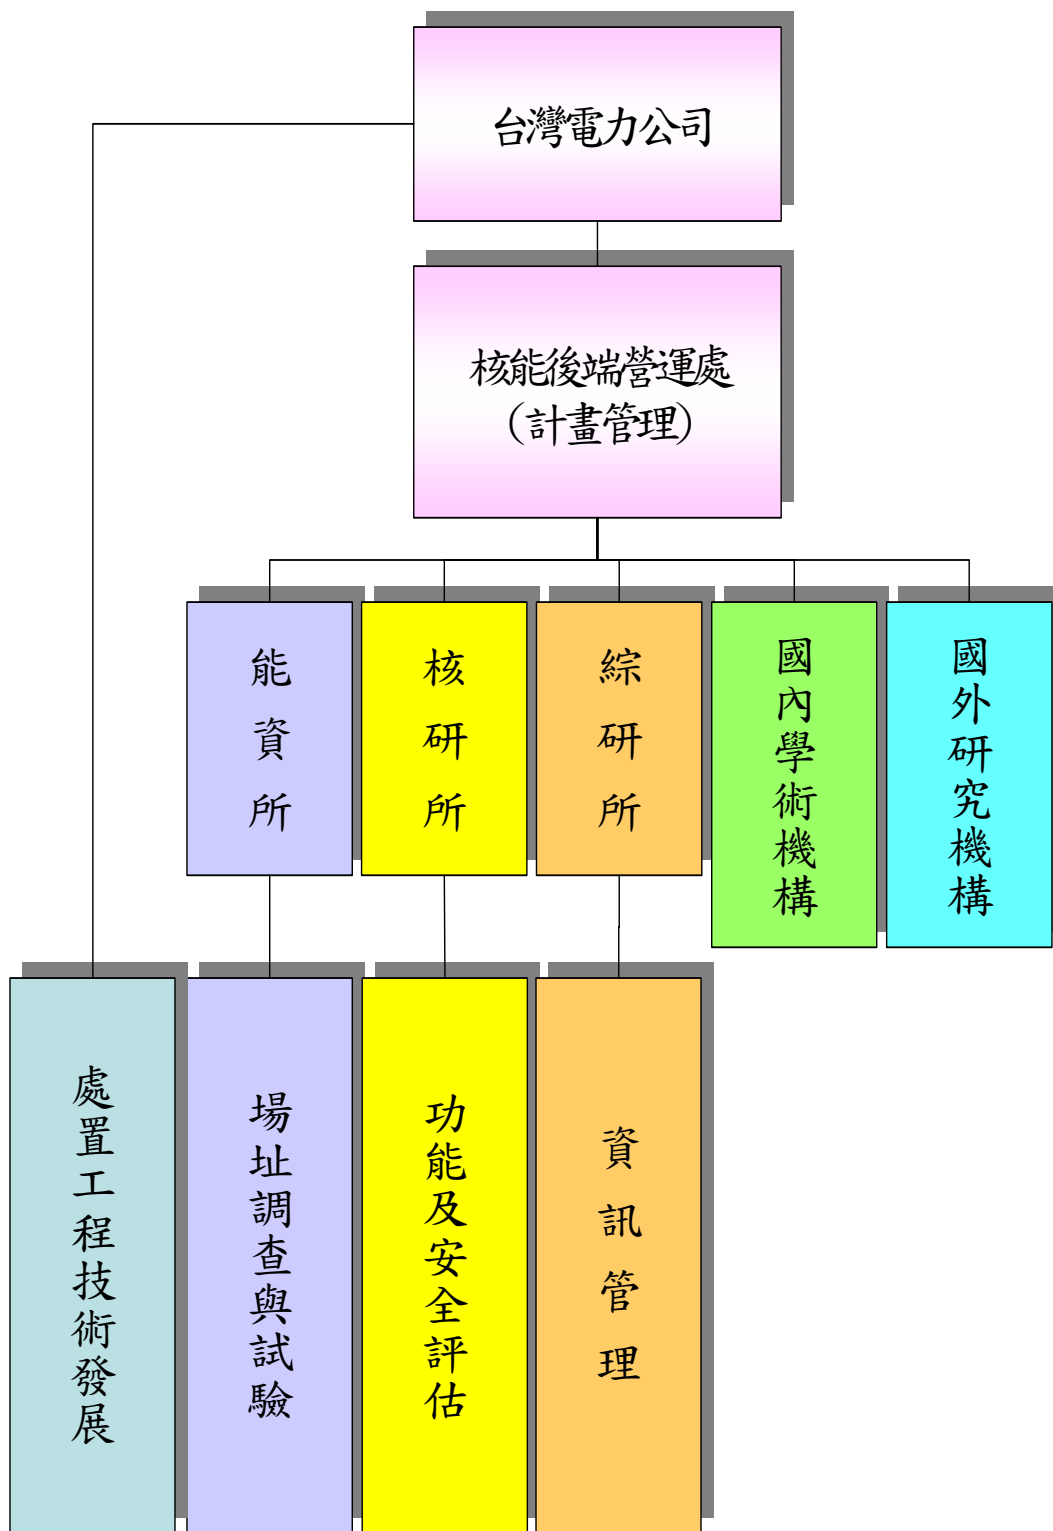 台灣電力公司
核能後端營運處
(計畫管理)
能資所
核研所
綜研所
國內學術機構
國外研究機構
處置工程技術發展
場址調查與試驗
功能及安全評估
資訊管理